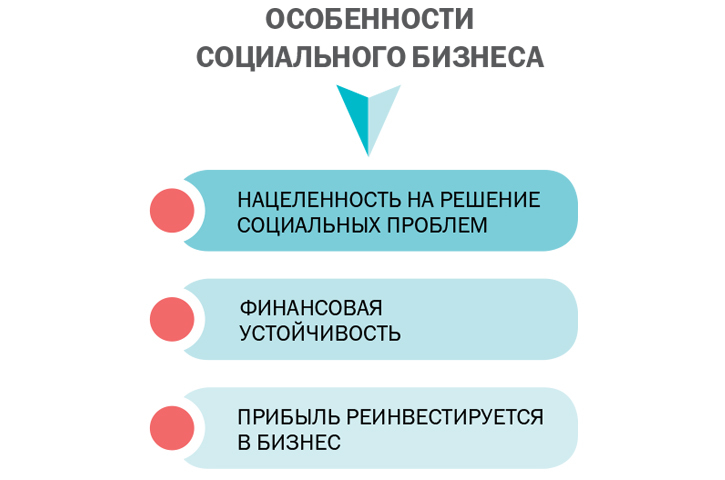 ОСОБЕННОСТИ
СОЦИАЛЬНОГО БИЗНЕСА
НАЦЕЛЕННОСТЬ НА РЕШЕНИЕ
СОЦИАЛЬНЫХ ПРОБЛЕМ
ФИНАНСОВАЯ
УСТОЙЧИВОСТЬ
ПРИБЫЛЬ РЕИНВЕСТИРУЕТСЯ
В БИЗНЕС